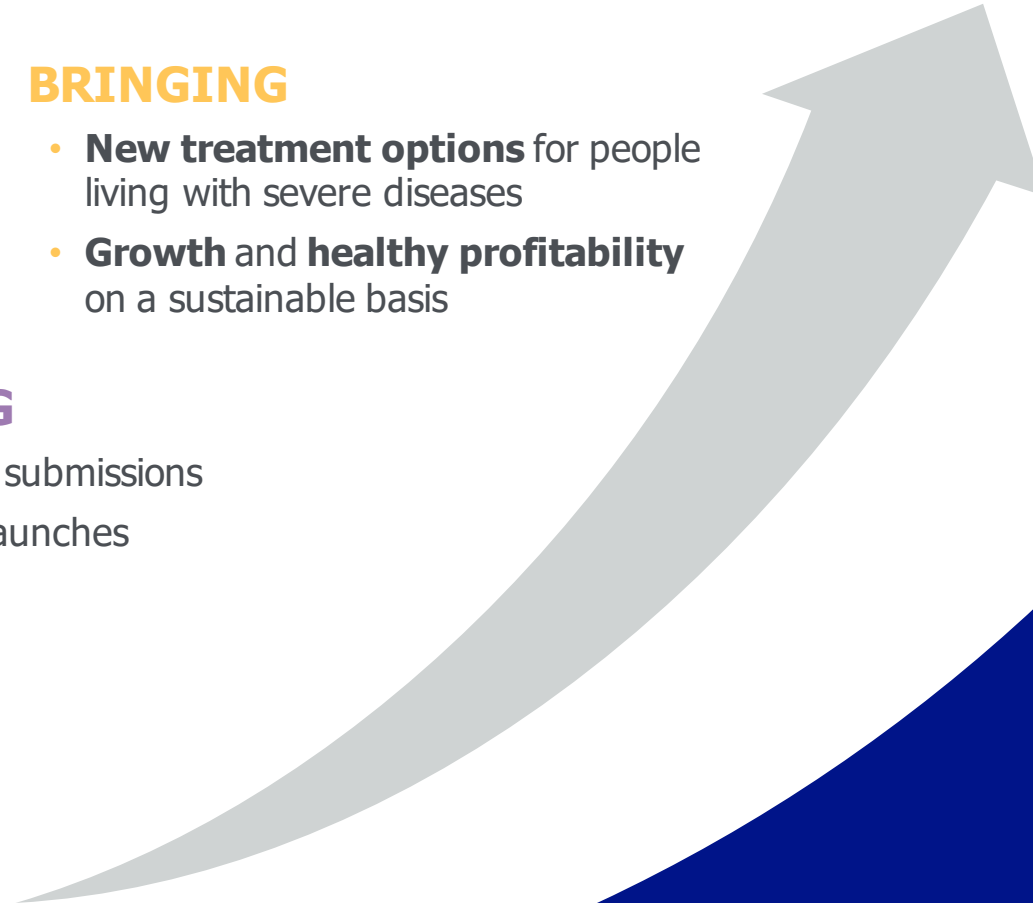 BRINGING
• New treatment options for people
living with severe diseases
• Growth and healthy profitability
on a sustainable basis
G
submissions